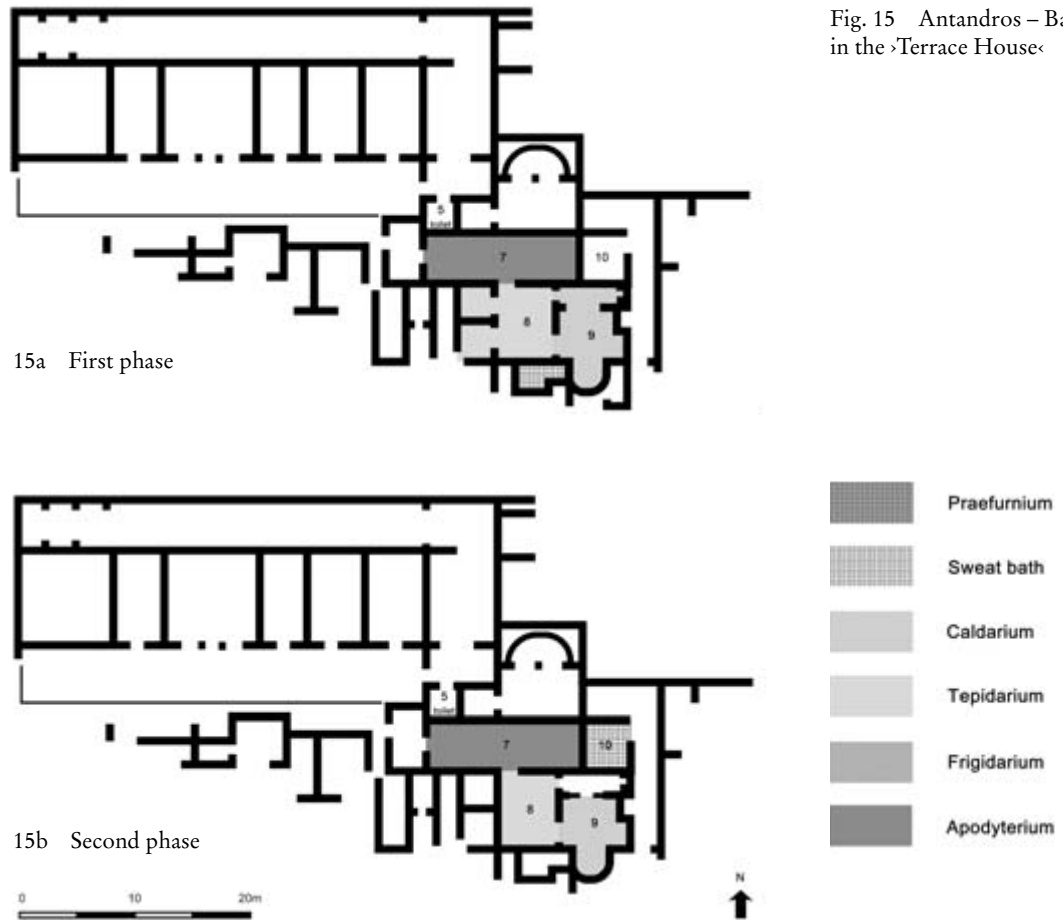 Fig. 15 Antandros – Ba
in the ›Terrace House‹
5
toilet
7
10
8
9
15a First phase
5
toilet
7
10
8
9
15b Second phase
0 10 20m
N
Praefurnium
Sweat bath
Caldarium
Tepidarium
Frigidarium
Apodyterium